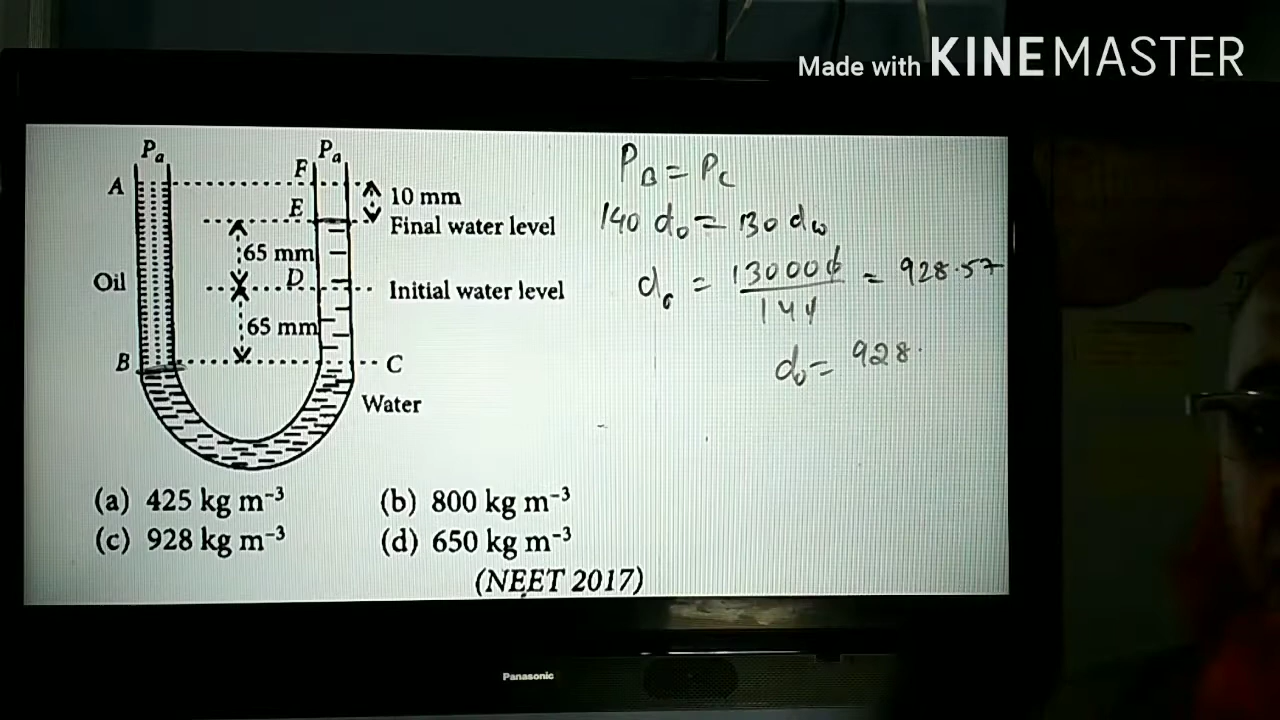 Made with KINEMASTER
Pa
Pa
F
A
10 mm
E
Final water level
65 mm
D
Oil
Initial water level
65 mm
B
C
Water
(a) 425 kg m⁻³
(b) 800 kg m⁻³
(c) 928 kg m⁻³
(d) 650 kg m⁻³
(NEET 2017)
P_B = P_C
140 d_o = 130 d_w
d_o = 130000 / 140 = 928.57
d_o = 928.
Panasonic